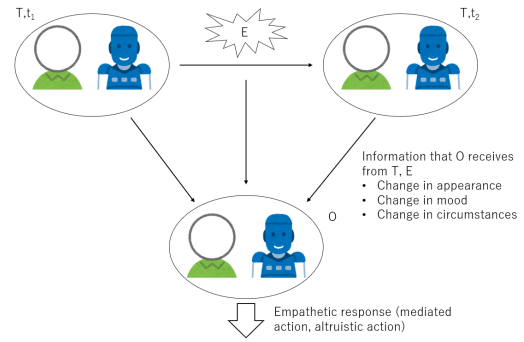 T,t1
E
T,t2
Information that O receives
from T, E
• Change in appearance
• Change in mood
• Change in circumstances
O
Empathetic response (mediated
action, altruistic action)